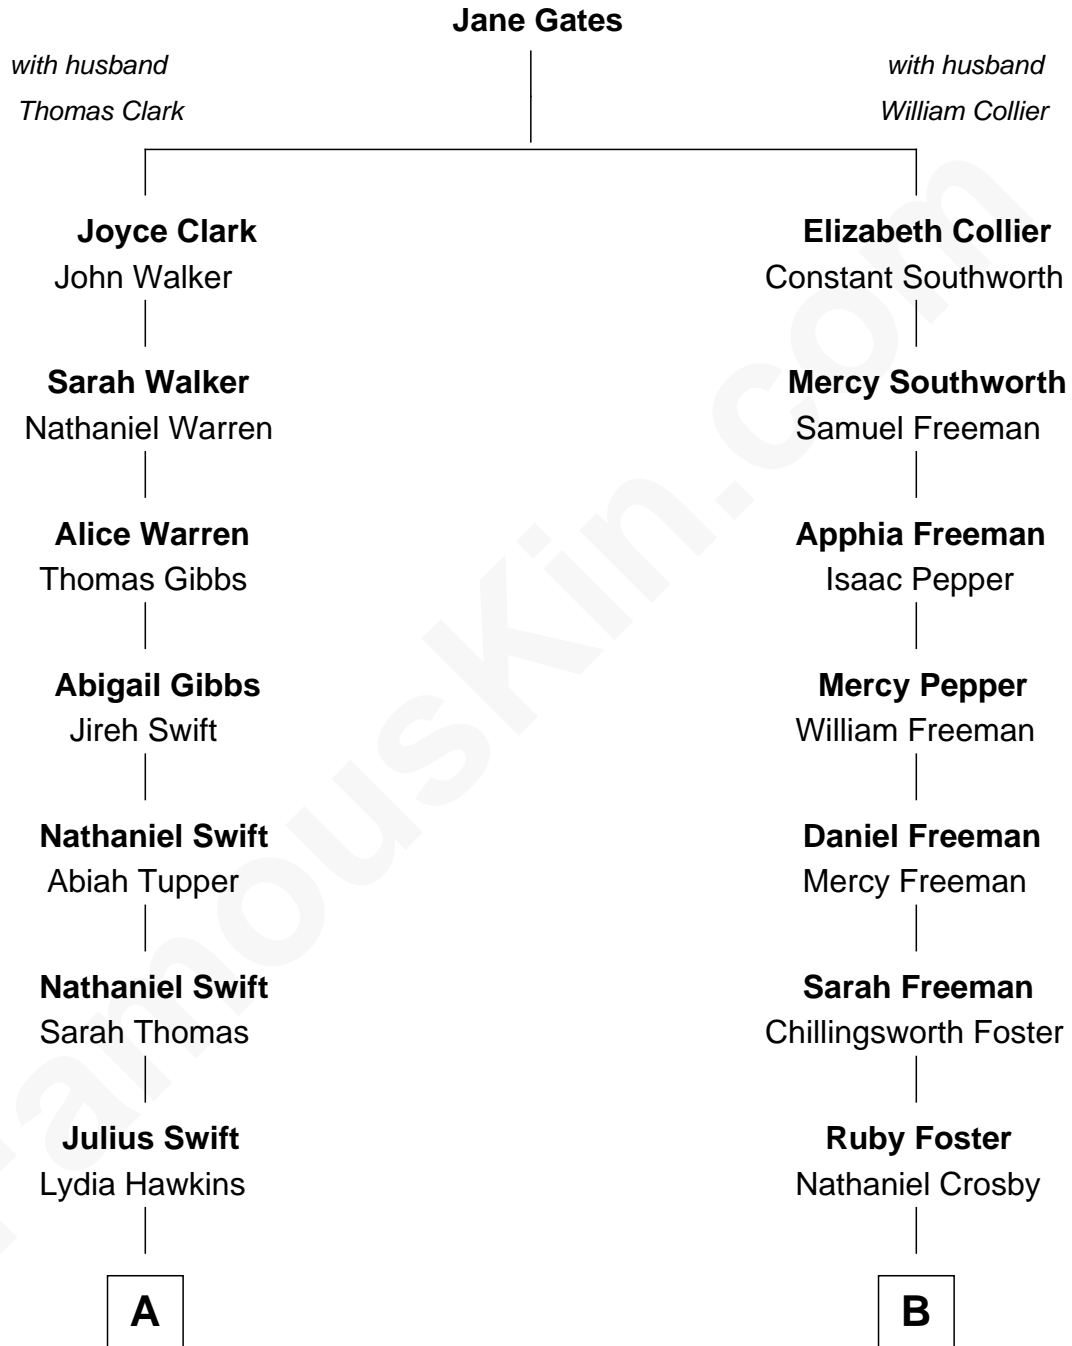 Jane Gates
with husband
Thomas Clark
with husband
William Collier
Joyce Clark
John Walker
Elizabeth Collier
Constant Southworth
Sarah Walker
Nathaniel Warren
Mercy Southworth
Samuel Freeman
Alice Warren
Thomas Gibbs
Apphia Freeman
Isaac Pepper
Abigail Gibbs
Jireh Swift
Mercy Pepper
William Freeman
Nathaniel Swift
Abiah Tupper
Daniel Freeman
Mercy Freeman
Nathaniel Swift
Sarah Thomas
Sarah Freeman
Chillingsworth Foster
Julius Swift
Lydia Hawkins
Ruby Foster
Nathaniel Crosby
A
B
FamousKin.com